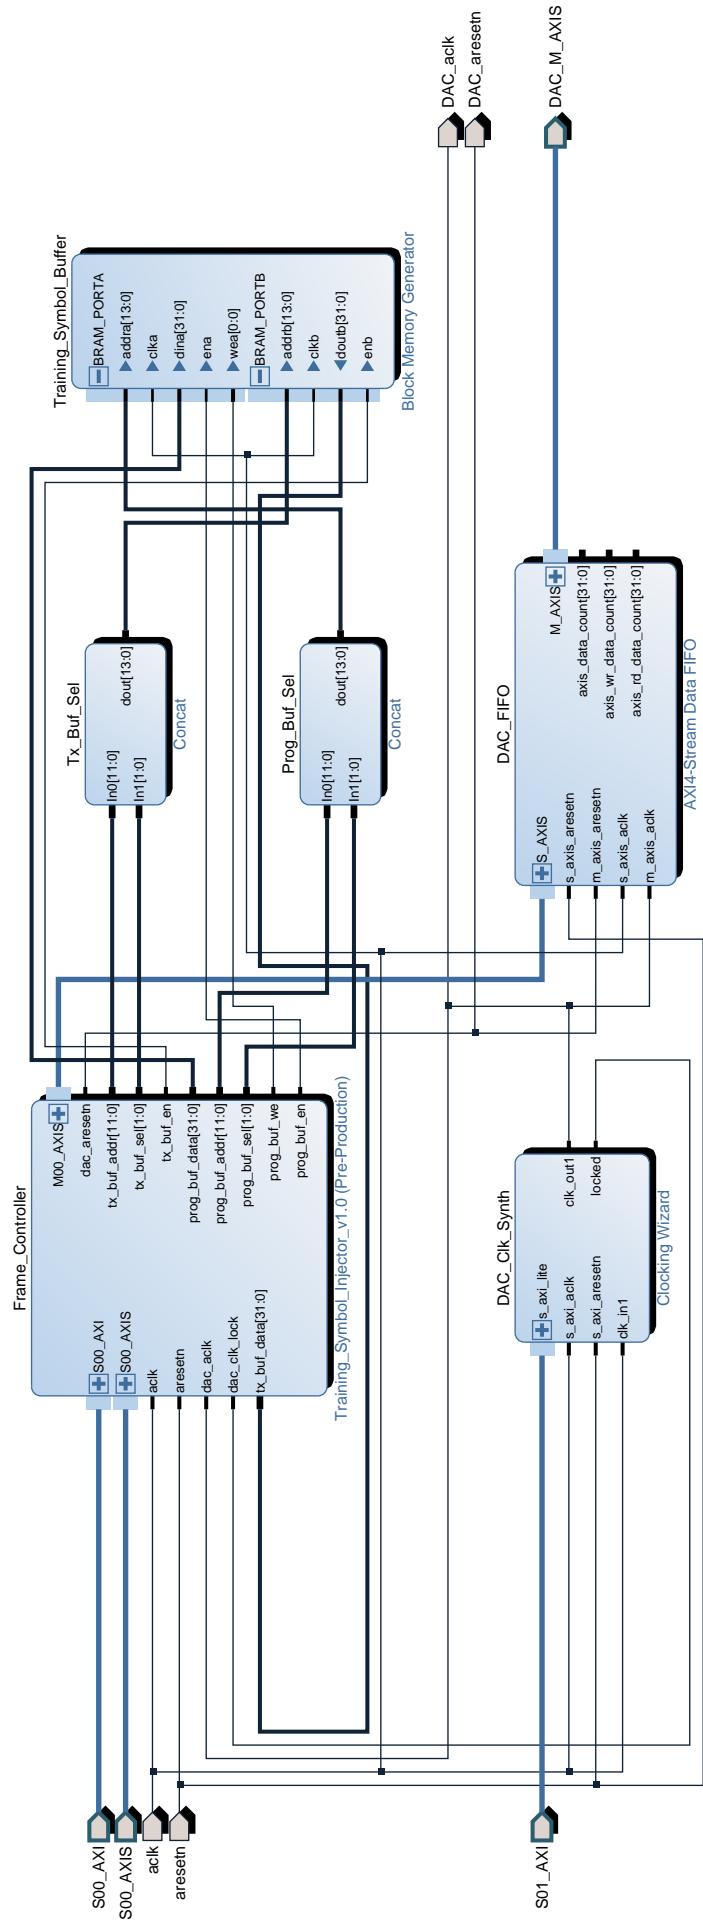 S00_AXI
S00_AXIS
aclk
aresetn
S01_AXI
Frame_Controller
S00_AXI
S00_AXIS
aclk
aresetn
dac_aclk
dac_clk_lock
tx_buf_data[31:0]
M00_AXIS
dac_aresetn
tx_buf_addr[11:0]
tx_buf_sel[1:0]
tx_buf_en
prog_buf_data[31:0]
prog_buf_addr[11:0]
prog_buf_sel[1:0]
prog_buf_we
prog_buf_en
Training_Symbol_Injector_v1.0 (Pre-Production)
DAC_Clk_Synth
s_axi_lite
s_axi_aclk
s_axi_aresetn
clk_in1
clk_out1
locked
Clocking Wizard
Tx_Buf_Sel
In0[11:0]
In1[1:0]
dout[13:0]
Concat
Prog_Buf_Sel
In0[11:0]
In1[1:0]
dout[13:0]
Concat
DAC_FIFO
S_AXIS
s_axis_aresetn
m_axis_aresetn
s_axis_aclk
m_axis_aclk
M_AXIS
axis_data_count[31:0]
axis_wr_data_count[31:0]
axis_rd_data_count[31:0]
AXI4-Stream Data FIFO
Training_Symbol_Buffer
BRAM_PORTA
addra[13:0]
clka
dina[31:0]
ena
wea[0:0]
BRAM_PORTB
addrb[13:0]
clkb
doutb[31:0]
enb
Block Memory Generator
DAC_aclk
DAC_aresetn
DAC_M_AXIS